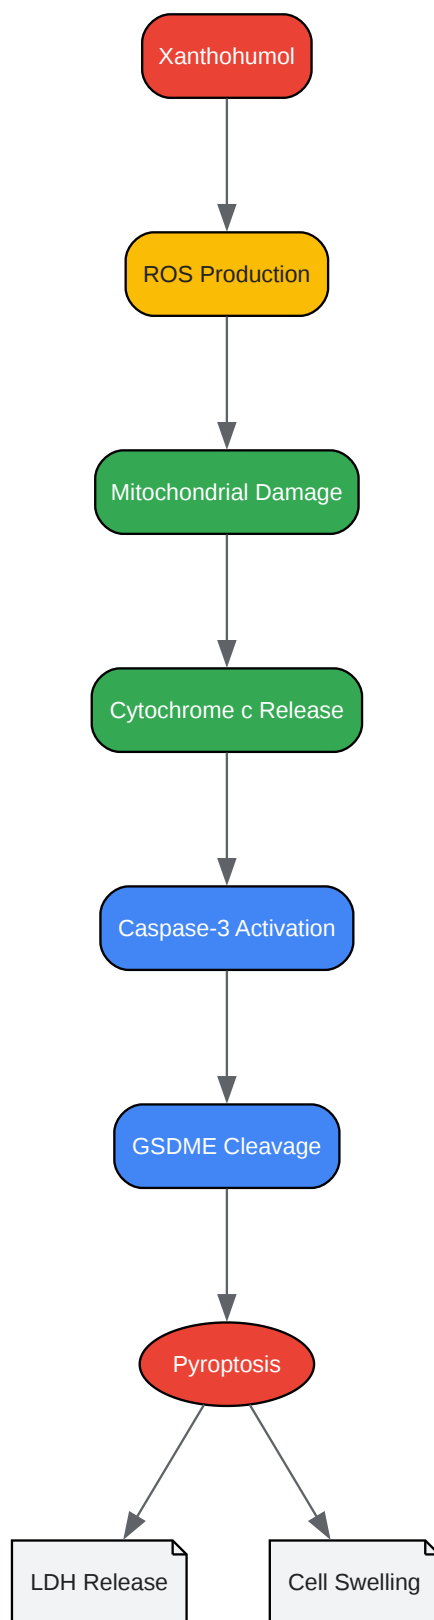 Xanthohumol
ROS Production
Mitochondrial Damage
Cytochrome c Release
Caspase-3 Activation
GSDME Cleavage
Pyroptosis
LDH Release
Cell Swelling